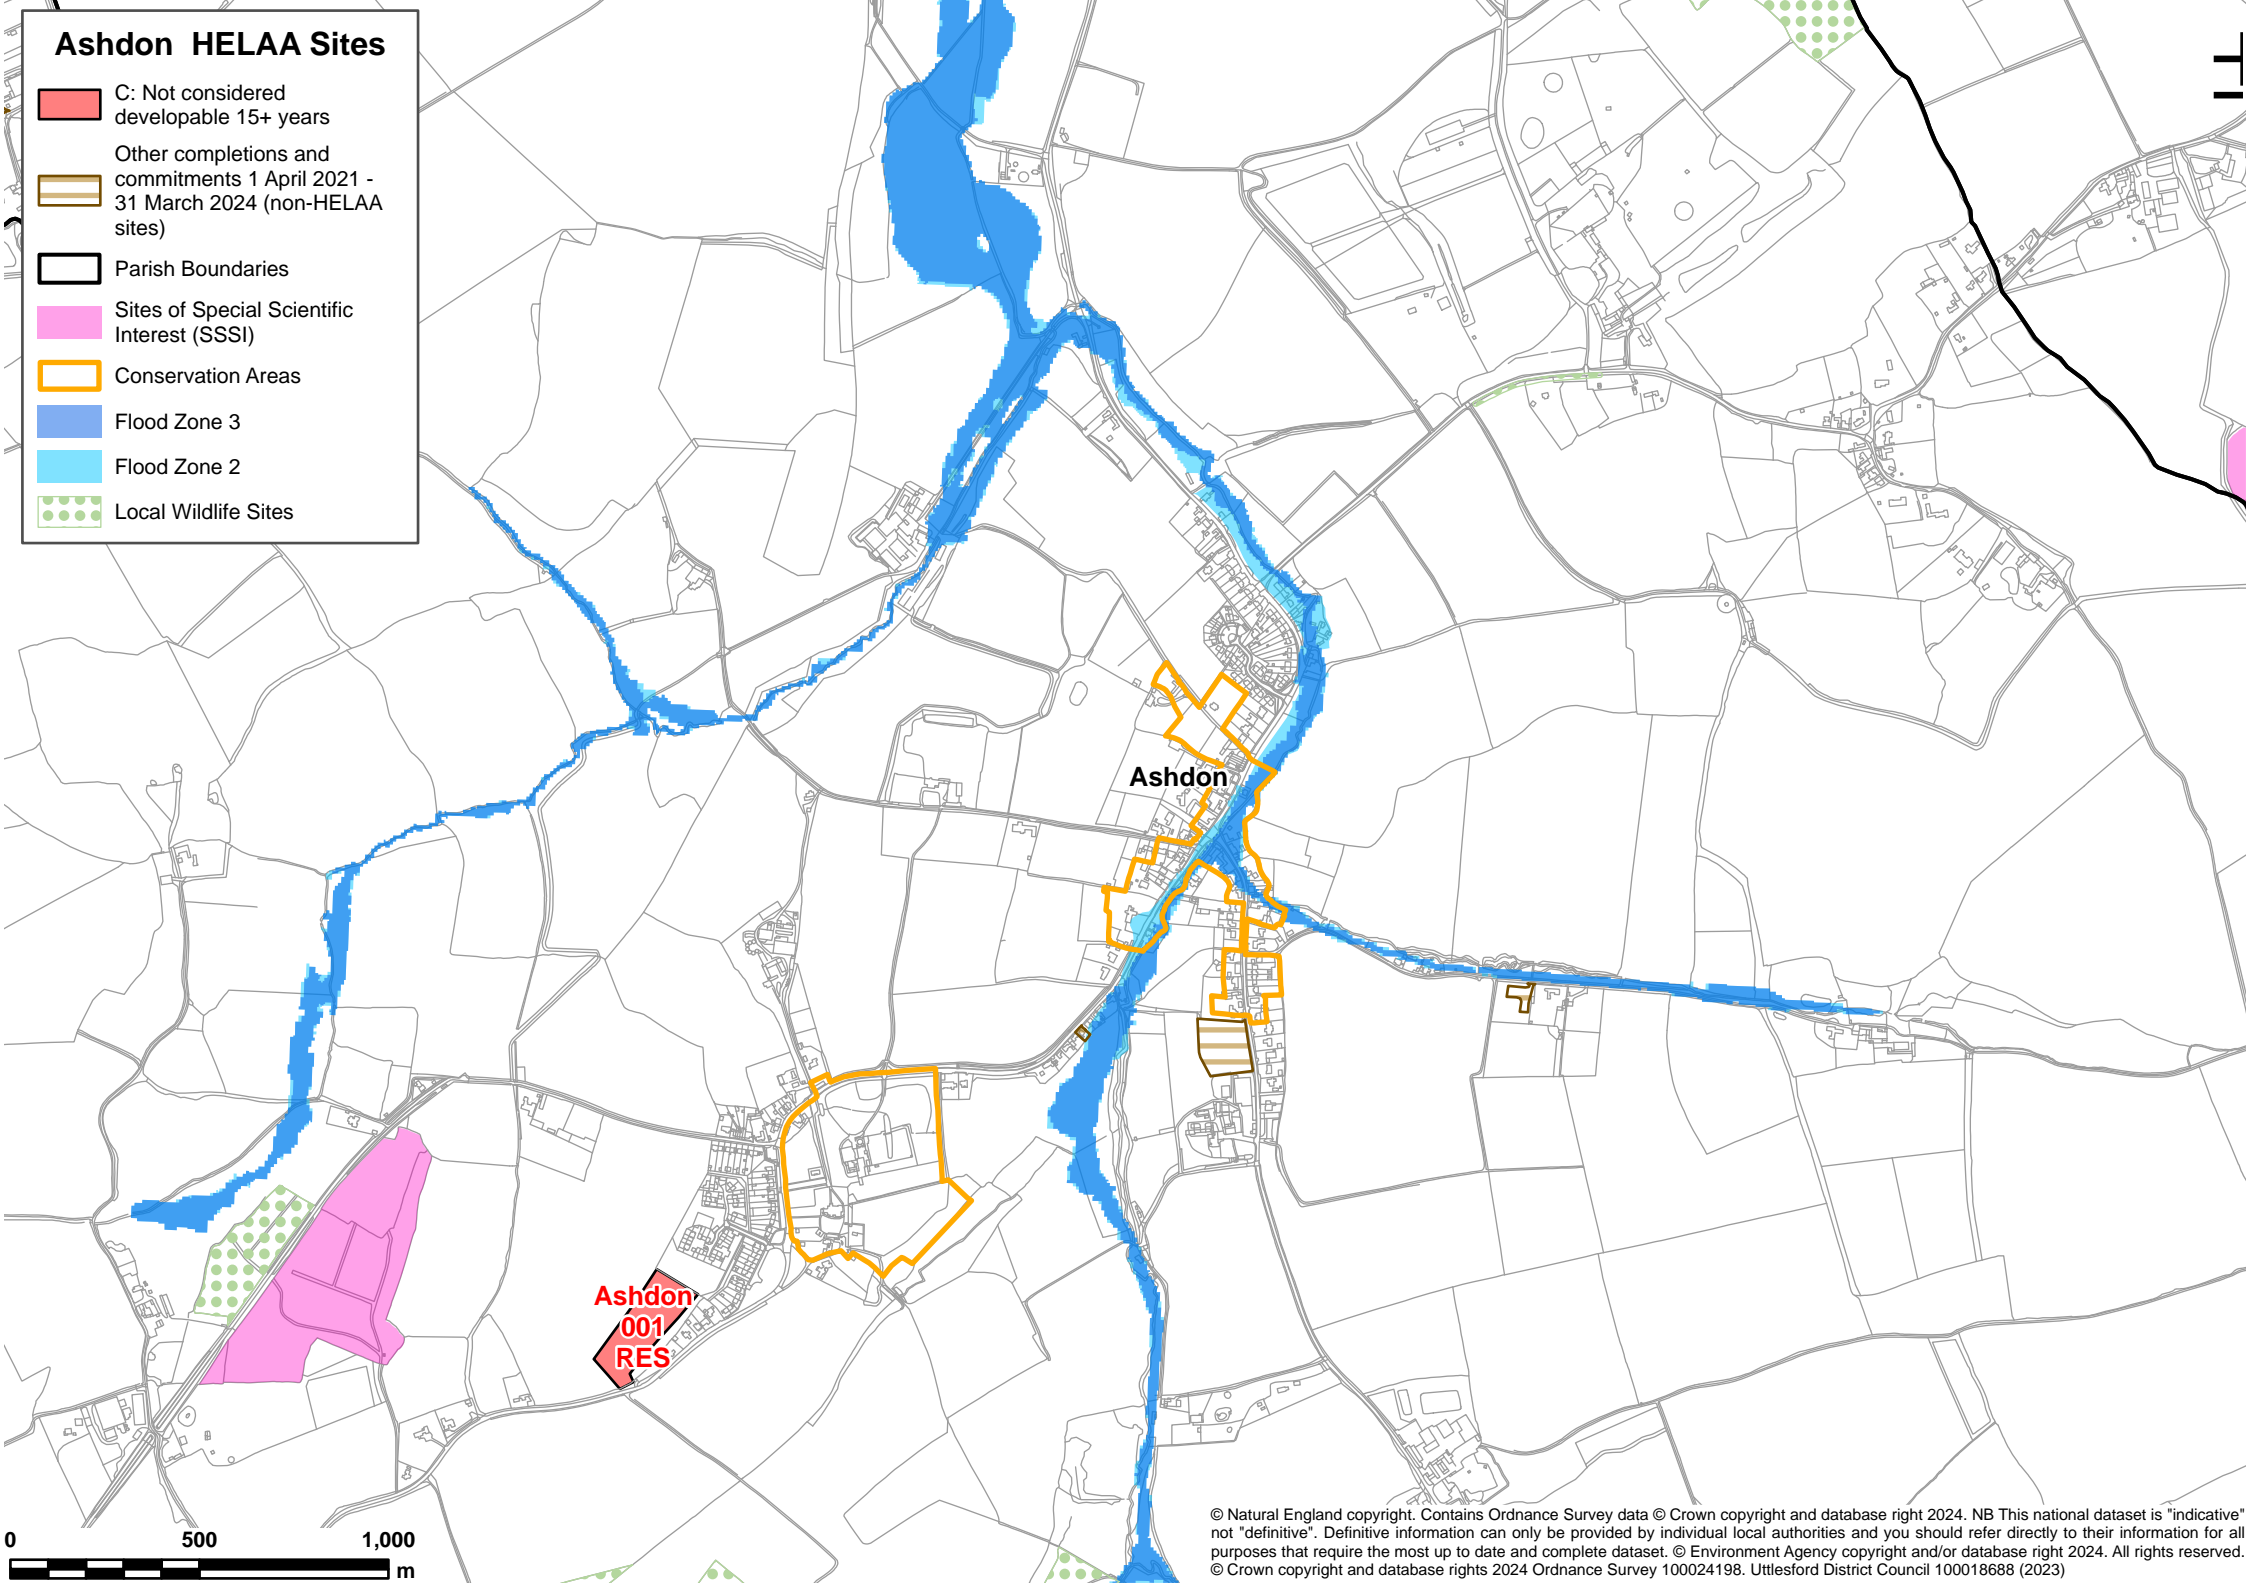 Ashdon HELAA Sites
C: Not considered
developable 15+ years
Other completions and
commitments 1 April 2021 -
31 March 2024 (non-HELAA
sites)
Parish Boundaries
Sites of Special Scientific
Interest (SSSI)
Conservation Areas
Flood Zone 3
Flood Zone 2
Local Wildlife Sites
Ashdon
Ashdon
001
RES
0 500 1,000
m
© Natural England copyright. Contains Ordnance Survey data © Crown copyright and database right 2024. NB This national dataset is "indicative"
not "definitive". Definitive information can only be provided by individual local authorities and you should refer directly to their information for all
purposes that require the most up to date and complete dataset. © Environment Agency copyright and/or database right 2024. All rights reserved.
© Crown copyright and database rights 2024 Ordnance Survey 100024198. Uttlesford District Council 100018688 (2023)